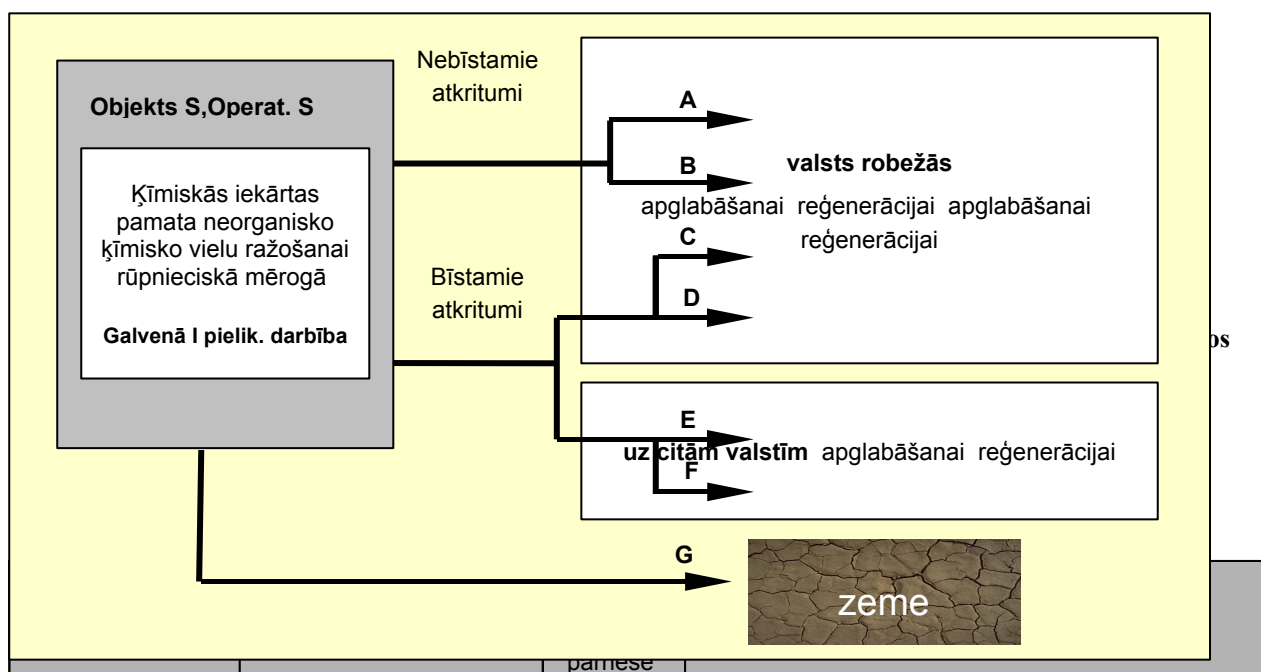 Nebīstamie
atkritumi
Objekts S,Operat. S
Ķīmiskās iekārtas
pamata neorganisko
ķīmisko vielu ražošanai
rūpnieciskā mērogā
Galvenā I pielik. darbība
Bīstamie
atkritumi
A
B
valsts robežās
apglabāšanai reģenerācijai apglabāšanai
reģenerācijai
C
D
os
E
uz citām valstīm apglabāšanai reģenerācijai
F
G
zeme